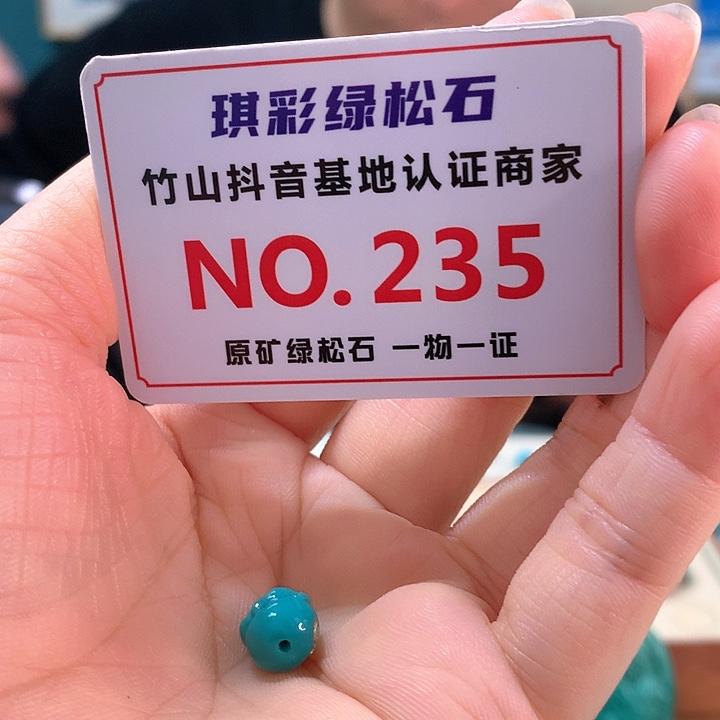 琪彩绿松石
竹山抖音基地认证商家
NO.235
原矿绿松石 一物一证